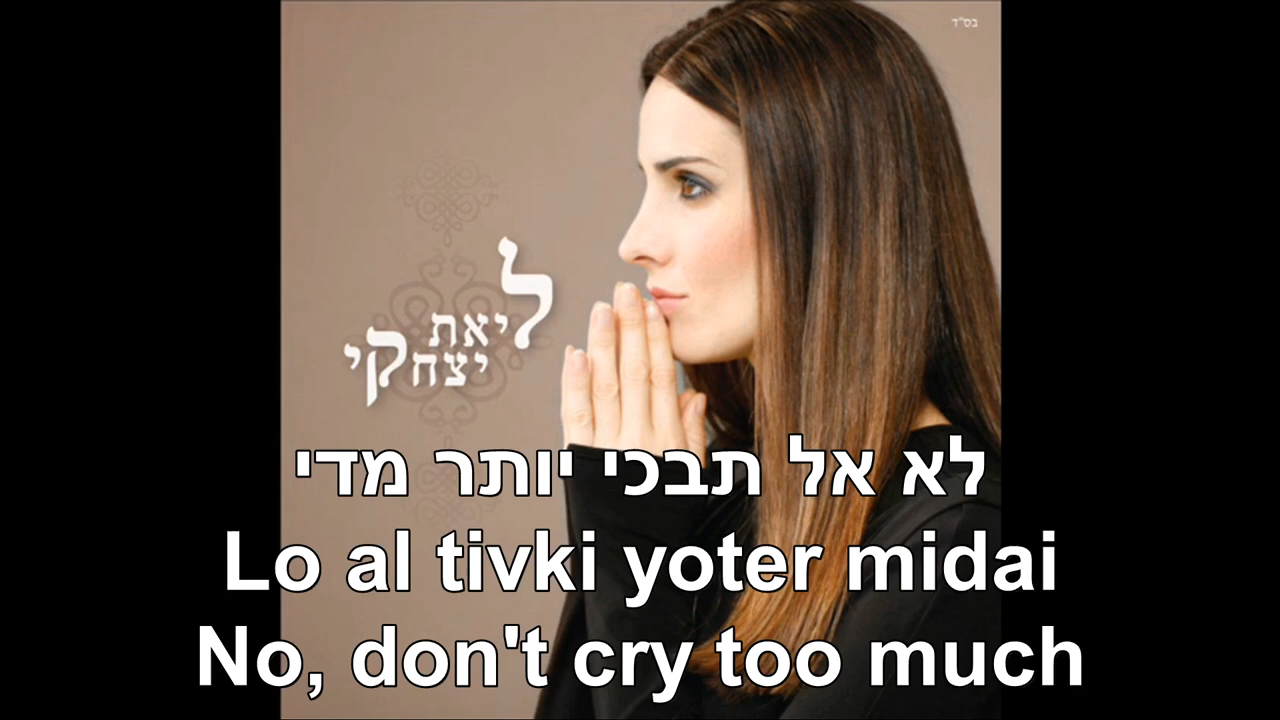 בס"ד
ליאת
יצחקי
לא אל תבכי יותר מדי
Lo al tivki yoter midai
No, don't cry too much